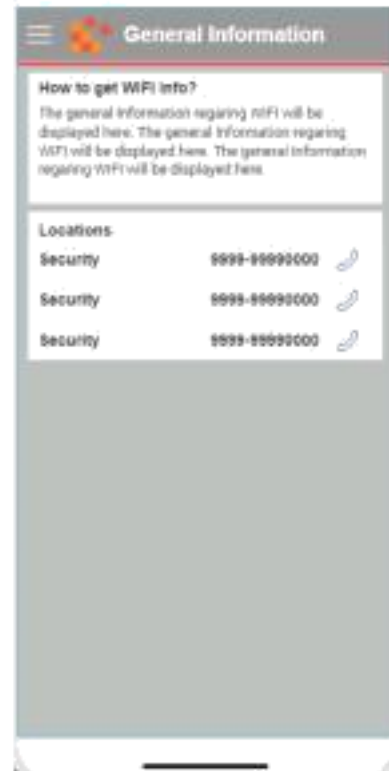 General Information
How to get WIFI Info?
The general Information regaring WIFI will be
displayed here. The general Information regaring
WIFI will be displayed here. The general Information
regaring WIFI will be displayed here.
Locations
Security 9999-99990000
Security 9999-99990000
Security 9999-99990000